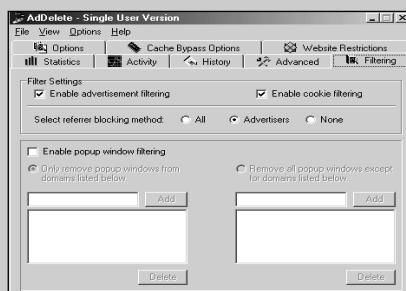 AdDelete - Single User Version
File View Options Help
Options Cache Bypass Options Website Restrictions
Statistics Activity History Advanced Filtering
Filter Settings
Enable advertisement filtering Enable cookie filtering
Select referrer blocking method: All Advertisers None
Enable popup window filtering
Only remove popup windows from Remove all popup windows except
domains listed below. for domains listed below.
Add Add
Delete Delete